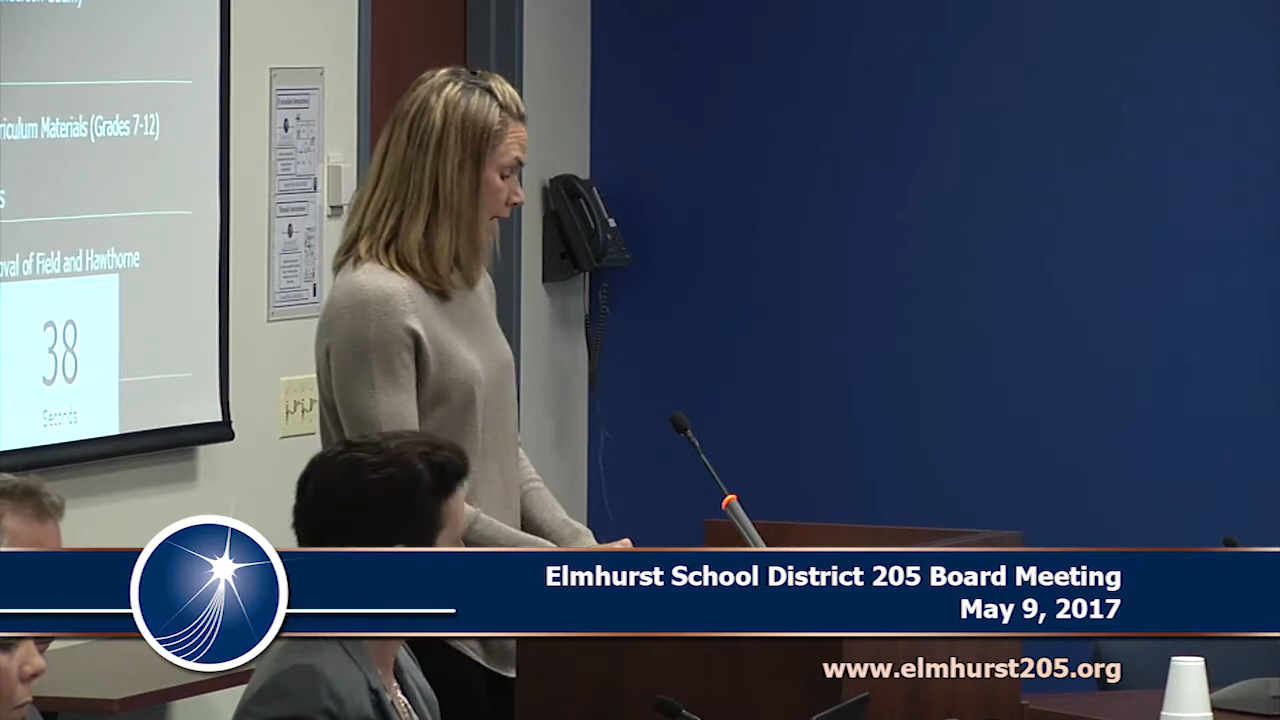 riculum Materials (Grades 7-12)
s
oval of Field and Hawthorne
38
Seconds
Elmhurst School District 205 Board Meeting
May 9, 2017
www.elmhurst205.org